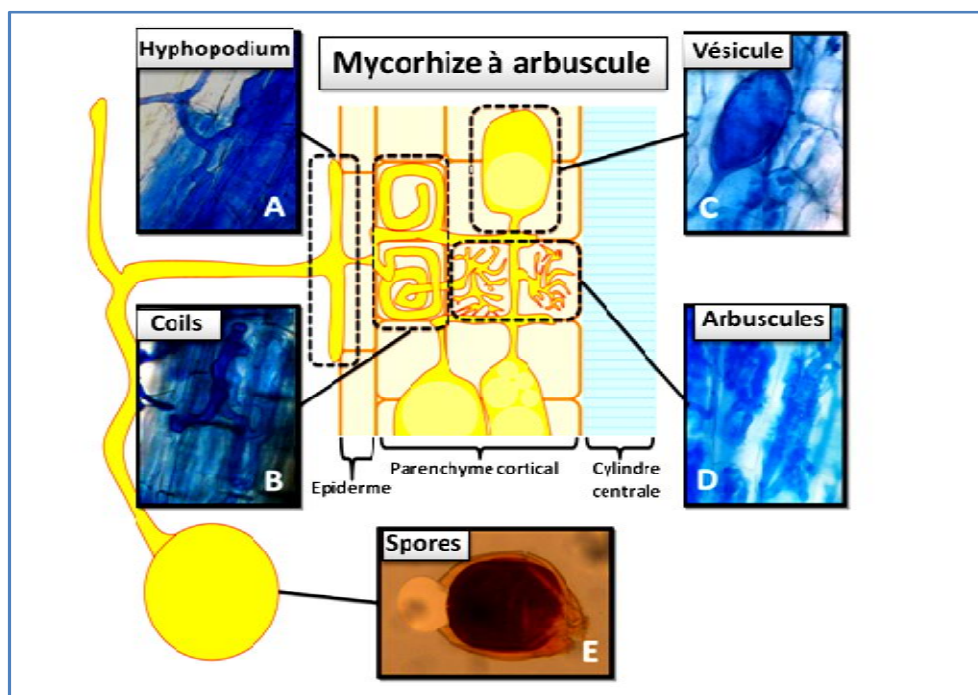 Hyphopodium
Mycorhize à arbuscule
Vésicule
A
C
Coils
Arbuscules
B
D
Epiderme
Parenchyme cortical
Cylindre
centrale
Spores
E